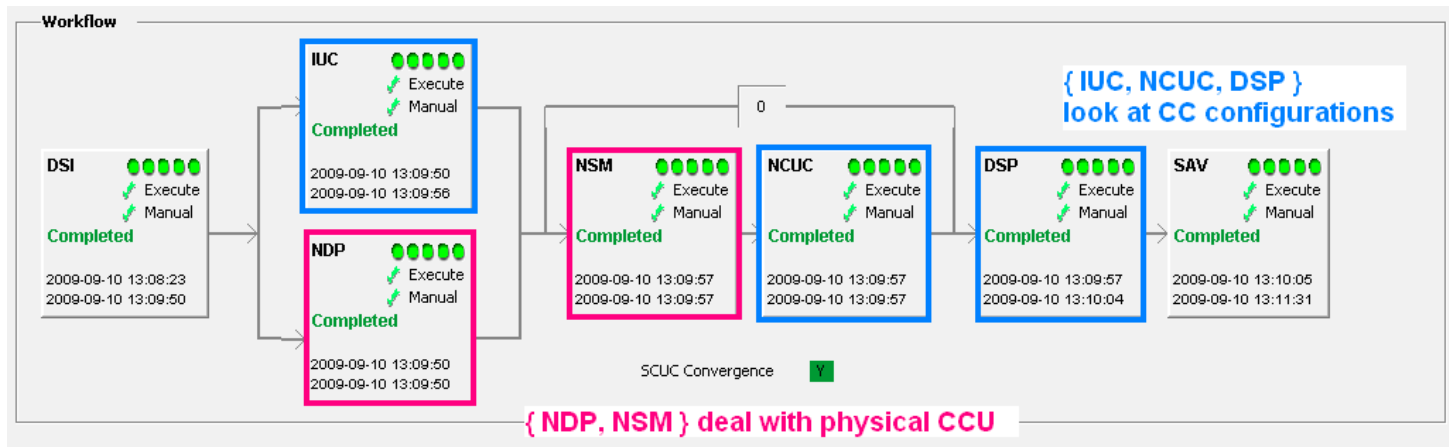 Workflow
IUC
Execute
Manual
Completed
2009-09-10 13:09:50
2009-09-10 13:09:56
{ IUC, NCUC, DSP }
look at CC configurations
0
DSI
Execute
Manual
Completed
2009-09-10 13:08:23
2009-09-10 13:09:50
NDP
Execute
Manual
Completed
2009-09-10 13:09:50
2009-09-10 13:09:50
NSM
Execute
Manual
Completed
2009-09-10 13:09:57
2009-09-10 13:09:57
NCUC
Execute
Manual
Completed
2009-09-10 13:09:57
2009-09-10 13:09:57
DSP
Execute
Manual
Completed
2009-09-10 13:09:57
2009-09-10 13:10:04
SAV
Execute
Manual
Completed
2009-09-10 13:10:05
2009-09-10 13:11:31
SCUC Convergence Y
{ NDP, NSM } deal with physical CCU